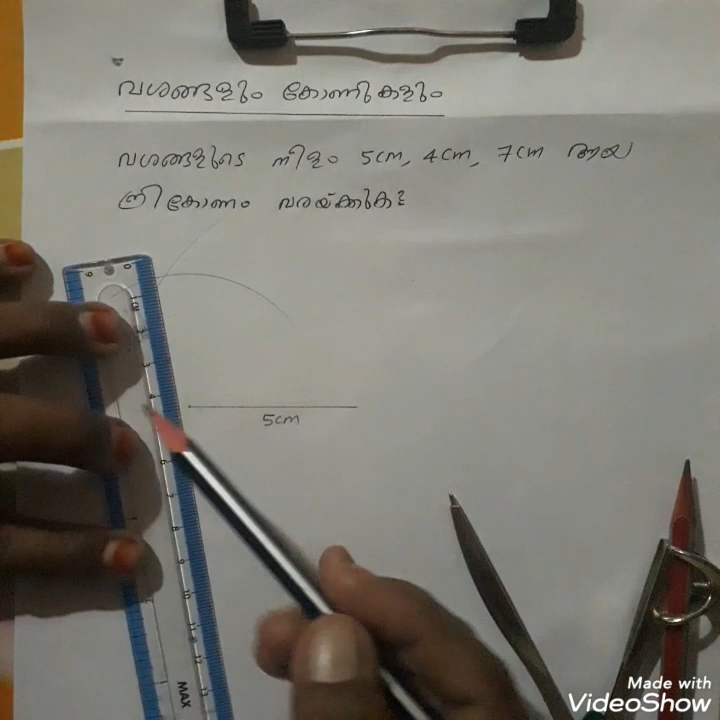 വശങ്ങളും കോണുകളും
വശങ്ങളുടെ നീളം 5cm, 4cm, 7cm ആയ
ത്രികോണം വരയ്ക്കുക?
5cm
MAX
Made with
VideoShow